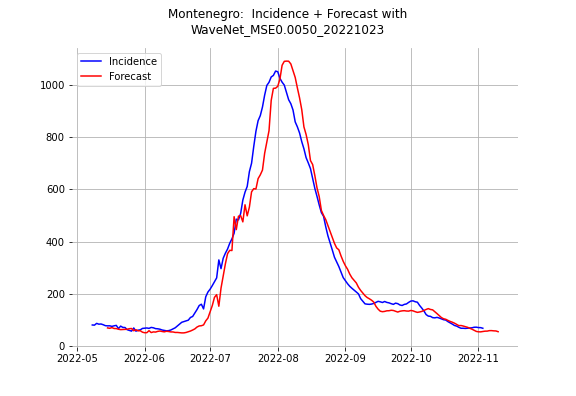 Montenegro:  Incidence + Forecast with
WaveNet_MSE0.0050_20221023
Incidence
Forecast
1000
800
600
400
200
0
2022-05 2022-06 2022-07 2022-08 2022-09 2022-10 2022-11